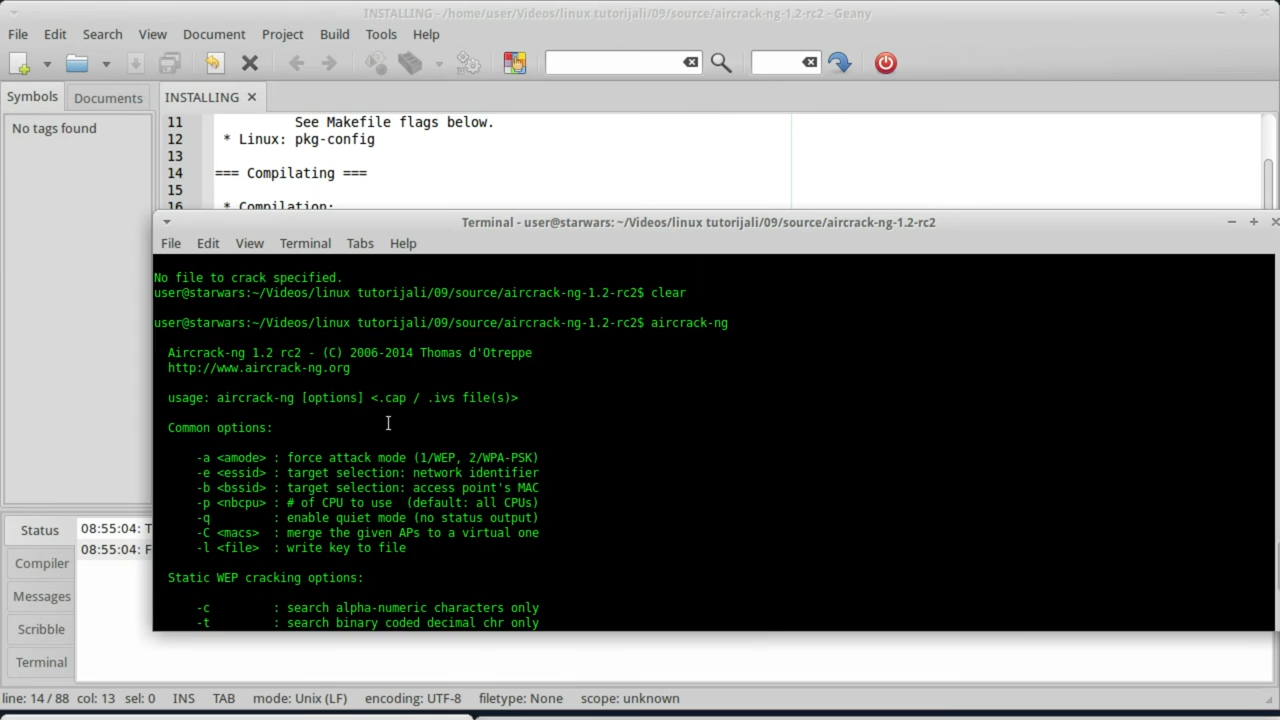 INSTALLING - /home/user/Videos/linux tutorijali/09/source/aircrack-ng-1.2-rc2 - Geany
File Edit Search View Document Project Build Tools Help
Symbols Documents INSTALLING
No tags found
11 See Makefile flags below.
12 * Linux: pkg-config
13
14 === Compiling ===
15
16 * Compilation:
Terminal - user@starwars: ~/Videos/linux tutorijali/09/source/aircrack-ng-1.2-rc2
File Edit View Terminal Tabs Help
No file to crack specified.
user@starwars:~/Videos/linux tutorijali/09/source/aircrack-ng-1.2-rc2$ clear
user@starwars:~/Videos/linux tutorijali/09/source/aircrack-ng-1.2-rc2$ aircrack-ng
Aircrack-ng 1.2 rc2 - (C) 2006-2014 Thomas d'Otreppe
http://www.aircrack-ng.org
usage: aircrack-ng [options] <.cap / .ivs file(s)>
Common options:
-a <amode> : force attack mode (1/WEP, 2/WPA-PSK)
-e <essid> : target selection: network identifier
-b <bssid> : target selection: access point's MAC
-p <nbcpu> : # of CPU to use (default: all CPUs)
-q : enable quiet mode (no status output)
-C <macs> : merge the given APs to a virtual one
-l <file> : write key to file
Static WEP cracking options:
-c : search alpha-numeric characters only
-t : search binary coded decimal chr only
Status
08:55:04: T
08:55:04: F
Compiler
Messages
Scribble
Terminal
line: 14 / 88 col: 13 sel: 0 INS TAB mode: Unix (LF) encoding: UTF-8 filetype: None scope: unknown